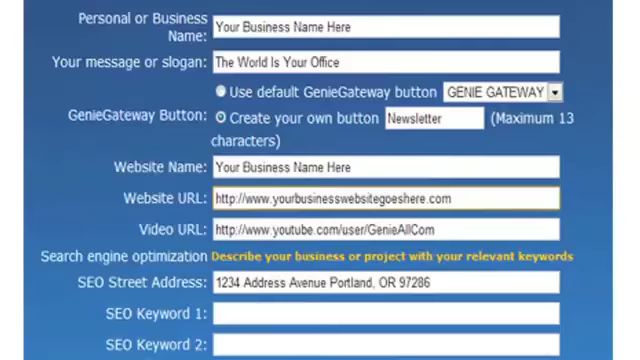 Personal or Business Your Business Name Here
Name:
Your message or slogan: The World Is Your Office
Use default GenieGateway button GENIE GATEWAY
GenieGateway Button: Create your own button Newsletter (Maximum 13
characters)
Website Name: Your Business Name Here
Website URL: http://www.yourbusinesswebsitegoeshere.com
Video URL: http://www.youtube.com/user/GenieAllCom
Search engine optimization Describe your business or project with your relevant keywords
SEO Street Address: 1234 Address Avenue Portland, OR 97286
SEO Keyword 1:
SEO Keyword 2: